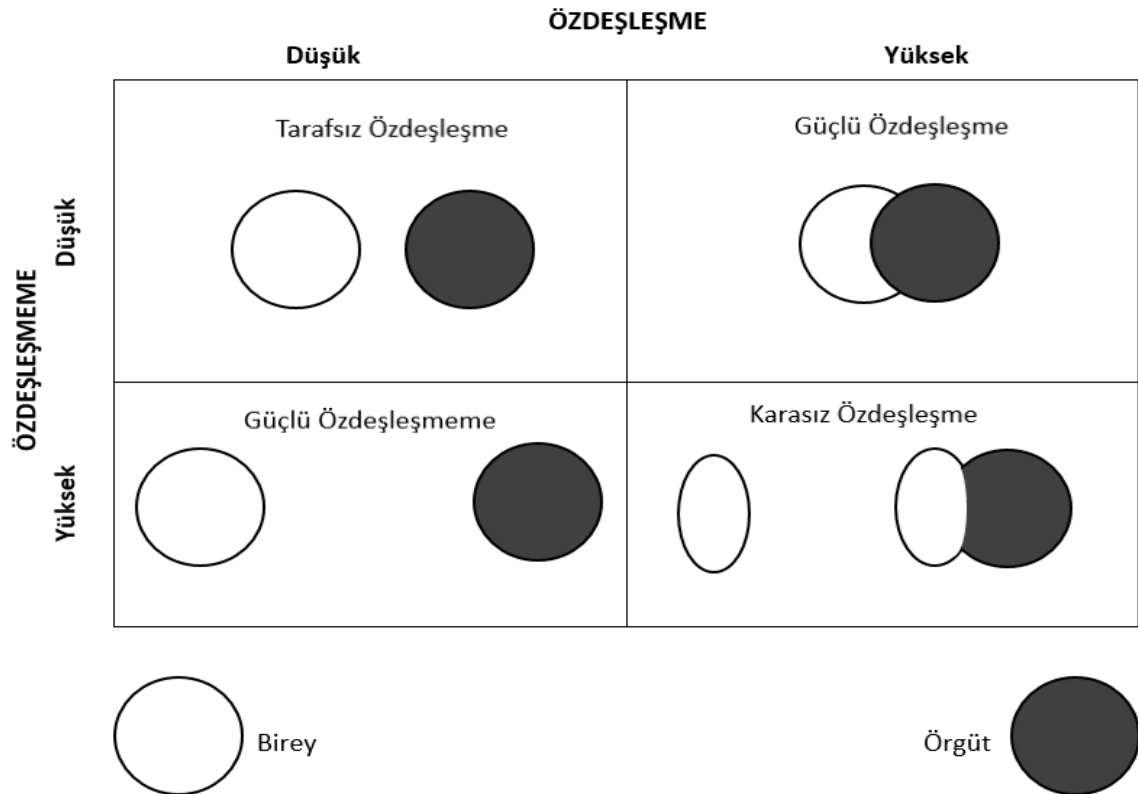 ÖZDEŞLEŞME
Düşük
Yüksek
ÖZDEŞLEŞMEME
Düşük
Tarafsız Özdeşleşme
Güçlü Özdeşleşme
Yüksek
Güçlü Özdeşleşmeme
Karasız Özdeşleşme
Birey
Örgüt